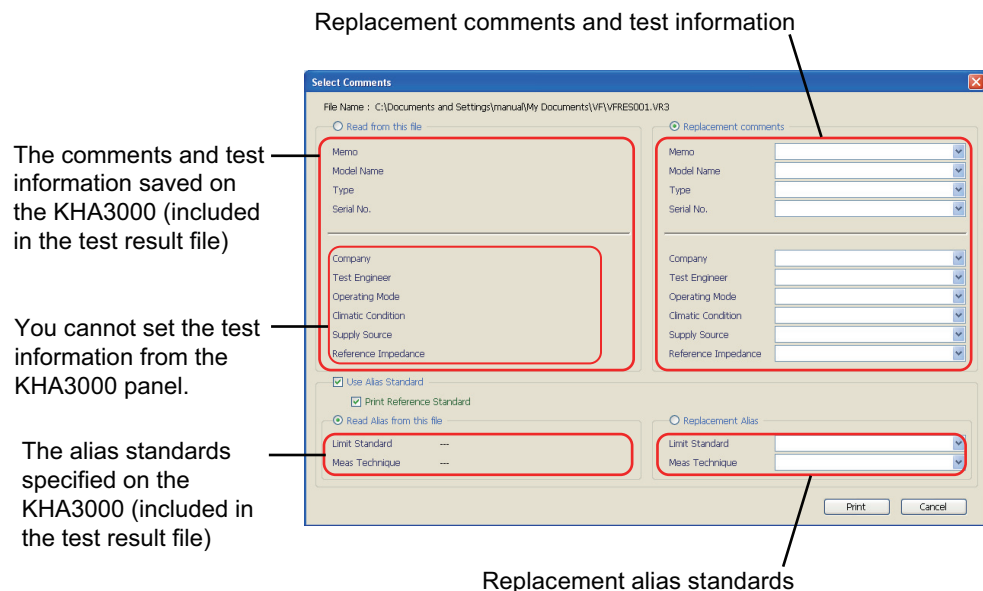 Replacement comments and test information
Select Comments
File Name : C:\Documents and Settings\manual\My Documents\VF\VFRES001.VR3
Read from this file
Memo
Model Name
Type
Serial No.
Company
Test Engineer
Operating Mode
Climatic Condition
Supply Source
Reference Impedance
Replacement comments
Memo
Model Name
Type
Serial No.
Company
Test Engineer
Operating Mode
Climatic Condition
Supply Source
Reference Impedance
Use Alias Standard
Print Reference Standard
Read Alias from this file
Limit Standard ---
Meas Technique ---
Replacement Alias
Limit Standard
Meas Technique
Print
Cancel
The comments and test
information saved on
the KHA3000 (included
in the test result file)
You cannot set the test
information from the
KHA3000 panel.
The alias standards
specified on the
KHA3000 (included in
the test result file)
Replacement alias standards